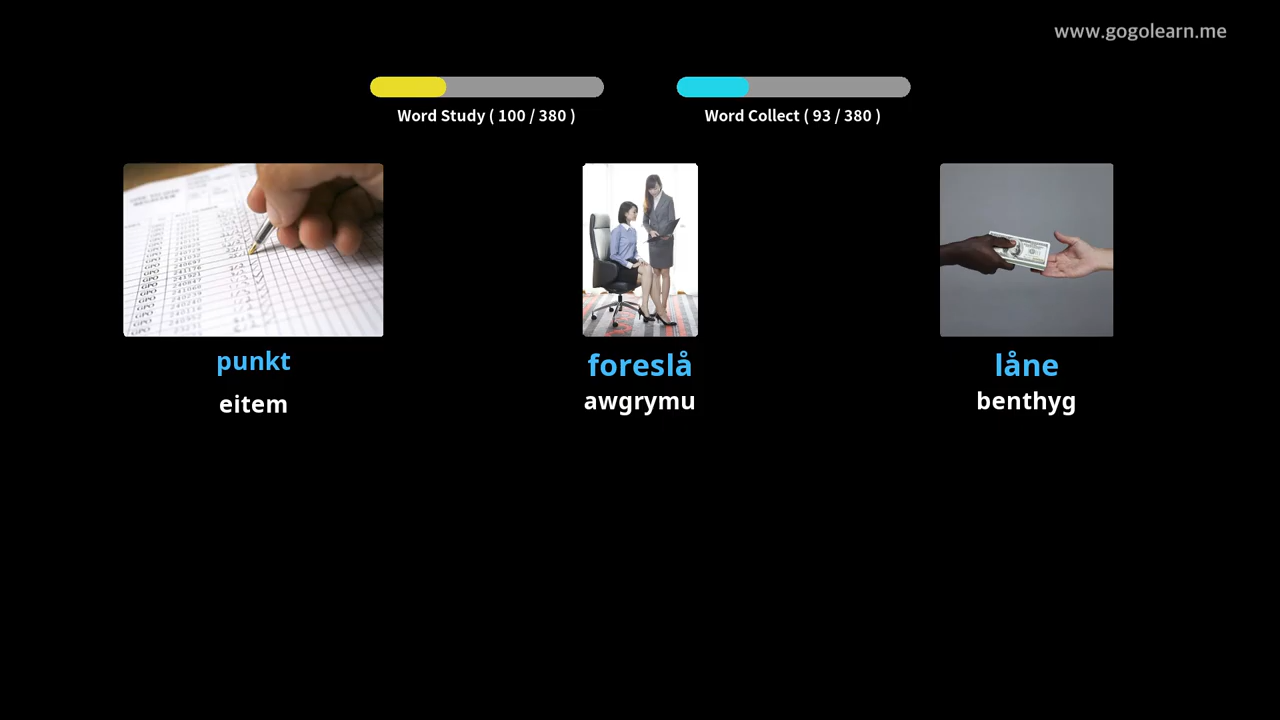 www.gogolearn.me
Word Study ( 100 / 380 )
Word Collect ( 93 / 380 )
punkt
foreslå
låne
eitem
awgrymu
benthyg